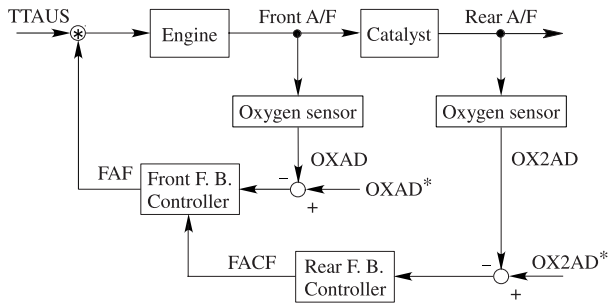 TTAUS
Front A/F
Rear A/F
*
Engine
Catalyst
Oxygen sensor
Oxygen sensor
OXAD
OX2AD
FAF
Front F. B.
Controller
−
+
OXAD*
FACF
Rear F. B.
Controller
−
+
OX2AD*